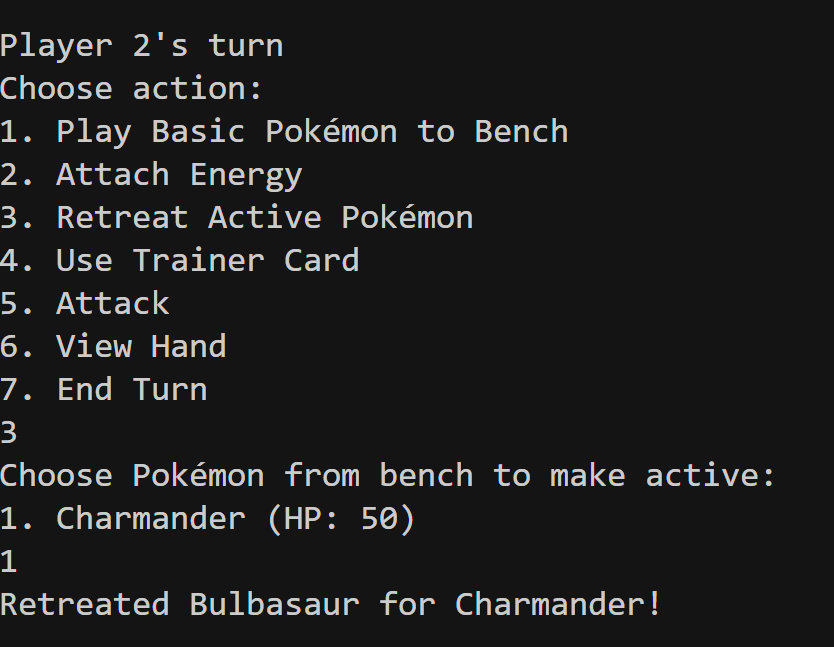 Player 2's turn
Choose action:
1. Play Basic Pokémon to Bench
2. Attach Energy
3. Retreat Active Pokémon
4. Use Trainer Card
5. Attack
6. View Hand
7. End Turn
3
Choose Pokémon from bench to make active:
1. Charmander (HP: 50)
1
Retreated Bulbasaur for Charmander!